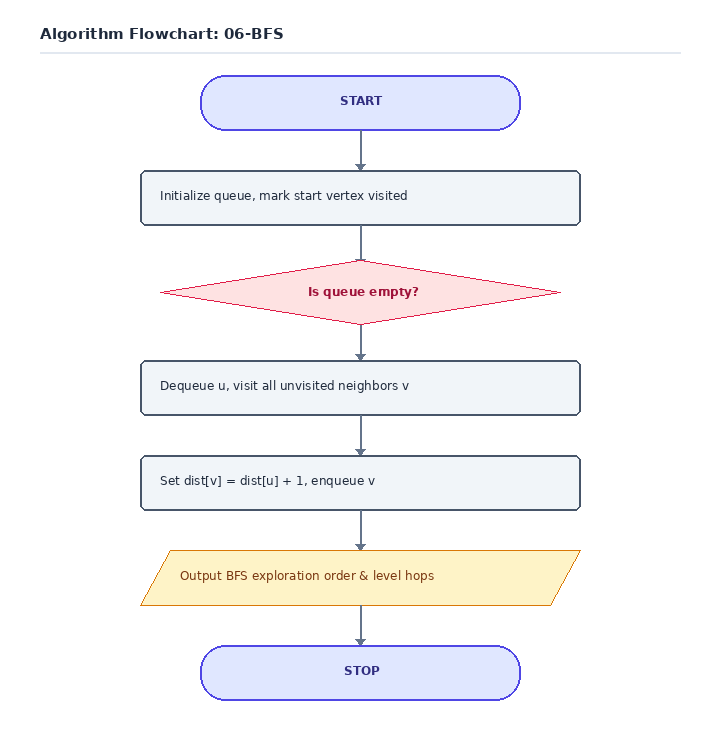 Algorithm Flowchart: 06-BFS
START
Initialize queue, mark start vertex visited
Is queue empty?
Dequeue u, visit all unvisited neighbors v
Set dist[v] = dist[u] + 1, enqueue v
Output BFS exploration order & level hops
STOP